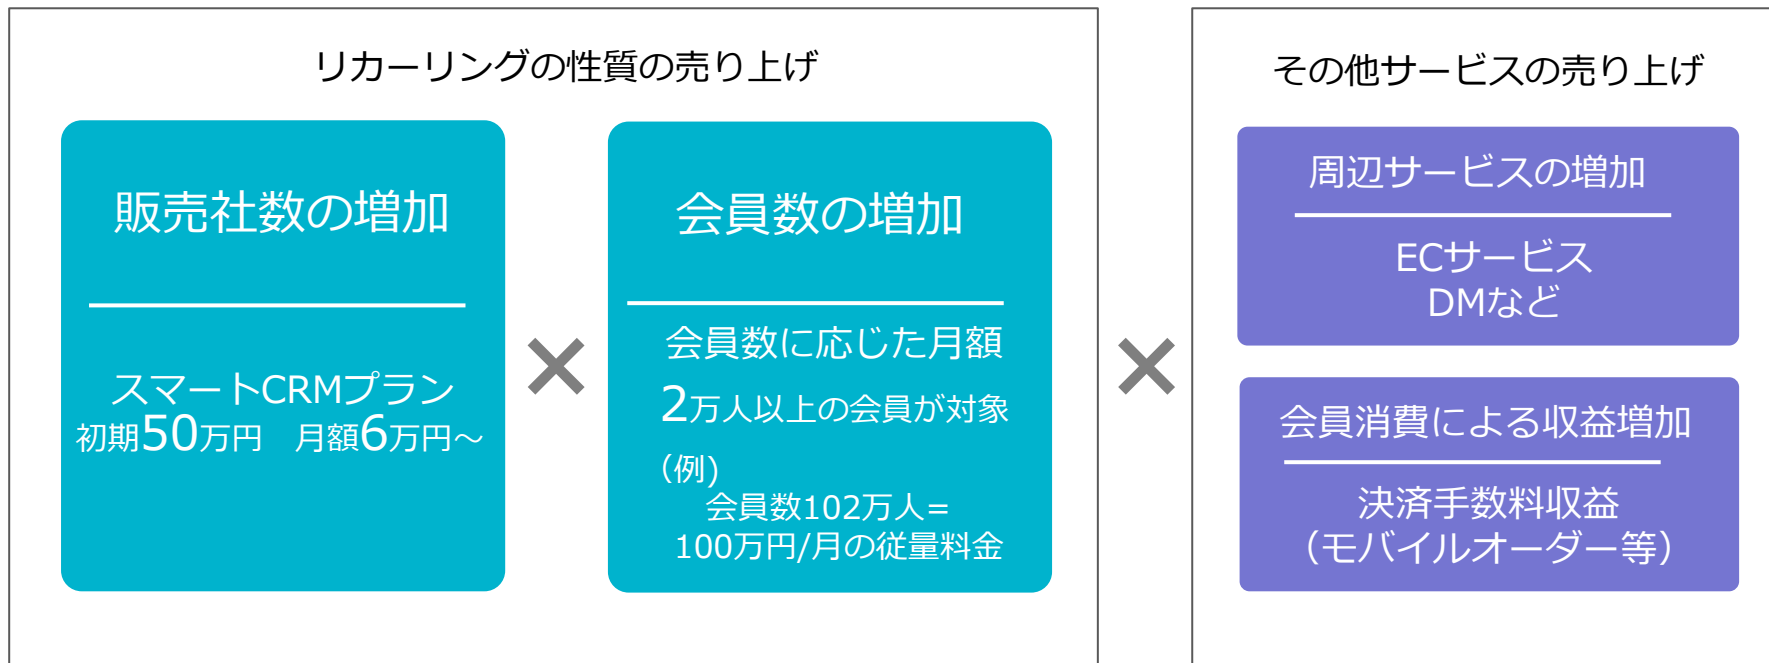 リカーリングの性質の売り上げ
販売社数の増加
スマートCRMプラン
初期50万円　月額6万円～
×
会員数の増加
会員数に応じた月額
2万人以上の会員が対象
（例)
会員数102万人=
100万円/月の従量料金
×
その他サービスの売り上げ
周辺サービスの増加
ECサービス
DMなど
会員消費による収益増加
決済手数料収益
（モバイルオーダー等）